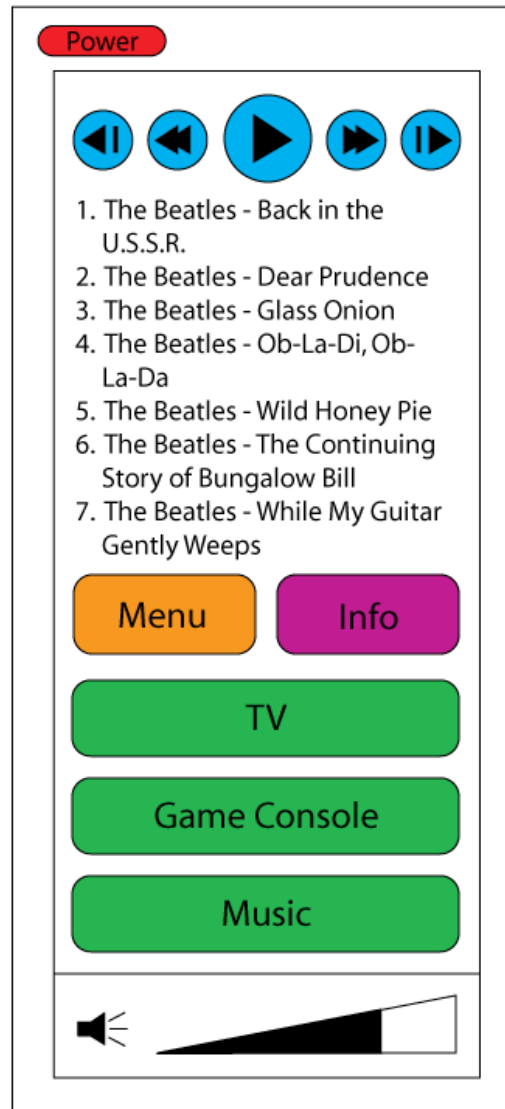 Power
1. The Beatles - Back in the
U.S.S.R.
2. The Beatles - Dear Prudence
3. The Beatles - Glass Onion
4. The Beatles - Ob-La-Di, Ob-
La-Da
5. The Beatles - Wild Honey Pie
6. The Beatles - The Continuing
Story of Bungalow Bill
7. The Beatles - While My Guitar
Gently Weeps
Menu
Info
TV
Game Console
Music